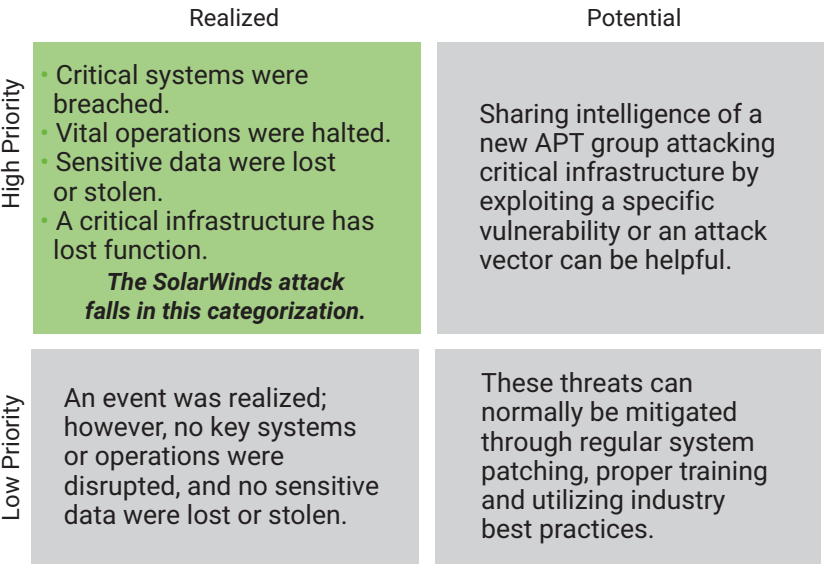 Realized
Potential
High Priority
• Critical systems were
breached.
• Vital operations were halted.
• Sensitive data were lost
or stolen.
• A critical infrastructure has
lost function.
The SolarWinds attack
falls in this categorization.
Sharing intelligence of a
new APT group attacking
critical infrastructure by
exploiting a specific
vulnerability or an attack
vector can be helpful.
Low Priority
An event was realized;
however, no key systems
or operations were
disrupted, and no sensitive
data were lost or stolen.
These threats can
normally be mitigated
through regular system
patching, proper training
and utilizing industry
best practices.